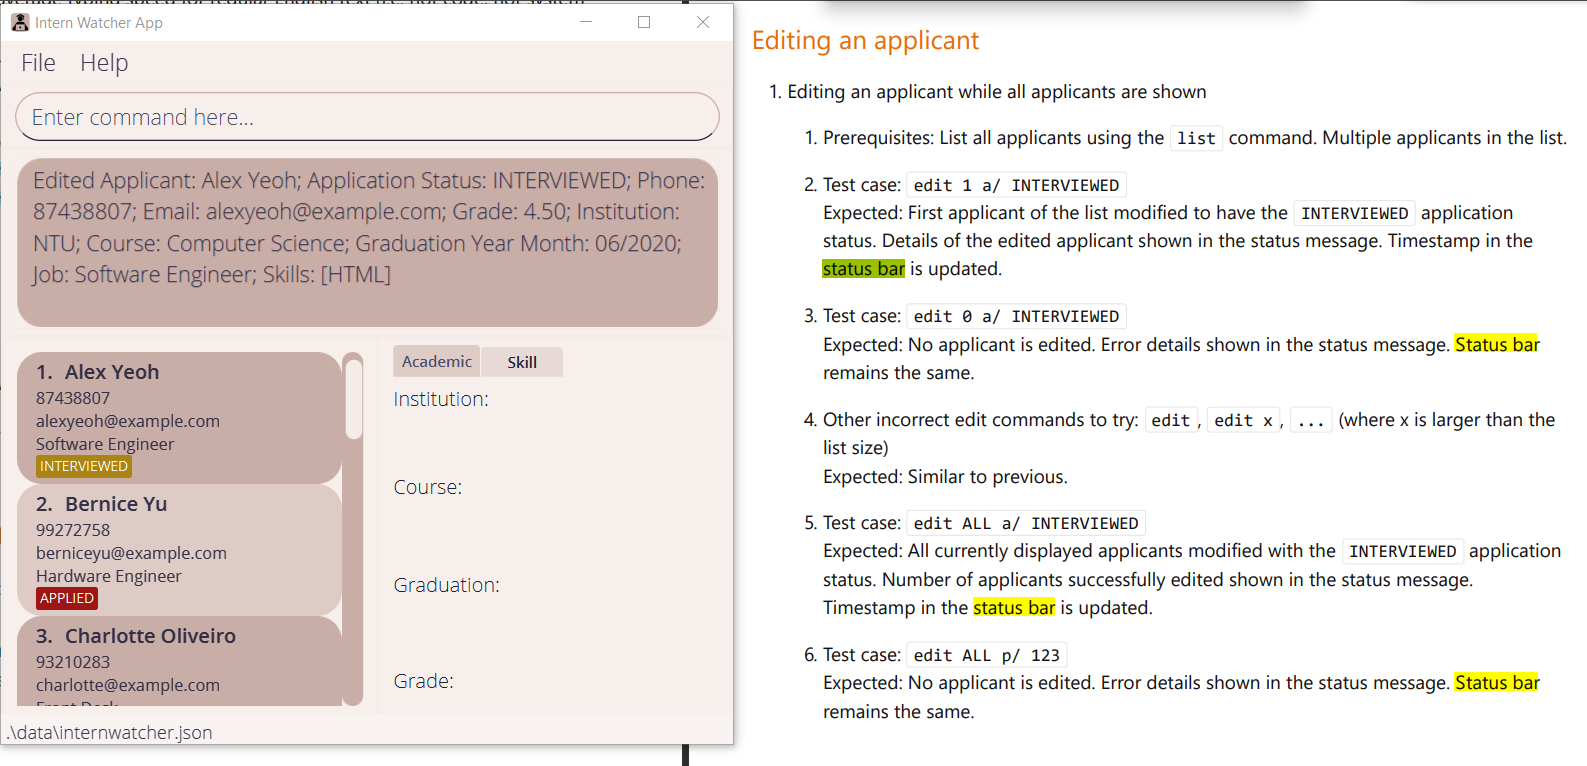 Intern Watcher App
File Help
Enter command here...
Edited Applicant: Alex Yeoh; Application Status: INTERVIEWED; Phone:
87438807; Email: alexyeoh@example.com; Grade: 4.50; Institution:
NTU; Course: Computer Science; Graduation Year Month: 06/2020;
Job: Software Engineer; Skills: [HTML]
1. Alex Yeoh
87438807
alexyeoh@example.com
Software Engineer
INTERVIEWED
2. Bernice Yu
99272758
berniceyu@example.com
Hardware Engineer
APPLIED
3. Charlotte Oliveiro
93210283
charlotte@example.com
Front Desk
Academic Skill
Institution:
Course:
Graduation:
Grade:
.\data\internwatcher.json
Editing an applicant
1. Editing an applicant while all applicants are shown
1. Prerequisites: List all applicants using the list command. Multiple applicants in the list.
2. Test case: edit 1 a/ INTERVIEWED
Expected: First applicant of the list modified to have the INTERVIEWED application
status. Details of the edited applicant shown in the status message. Timestamp in the
status bar is updated.
3. Test case: edit 0 a/ INTERVIEWED
Expected: No applicant is edited. Error details shown in the status message. Status bar
remains the same.
4. Other incorrect edit commands to try: edit, edit x, ... (where x is larger than the
list size)
Expected: Similar to previous.
5. Test case: edit ALL a/ INTERVIEWED
Expected: All currently displayed applicants modified with the INTERVIEWED application
status. Number of applicants successfully edited shown in the status message.
Timestamp in the status bar is updated.
6. Test case: edit ALL p/ 123
Expected: No applicant is edited. Error details shown in the status message. Status bar
remains the same.